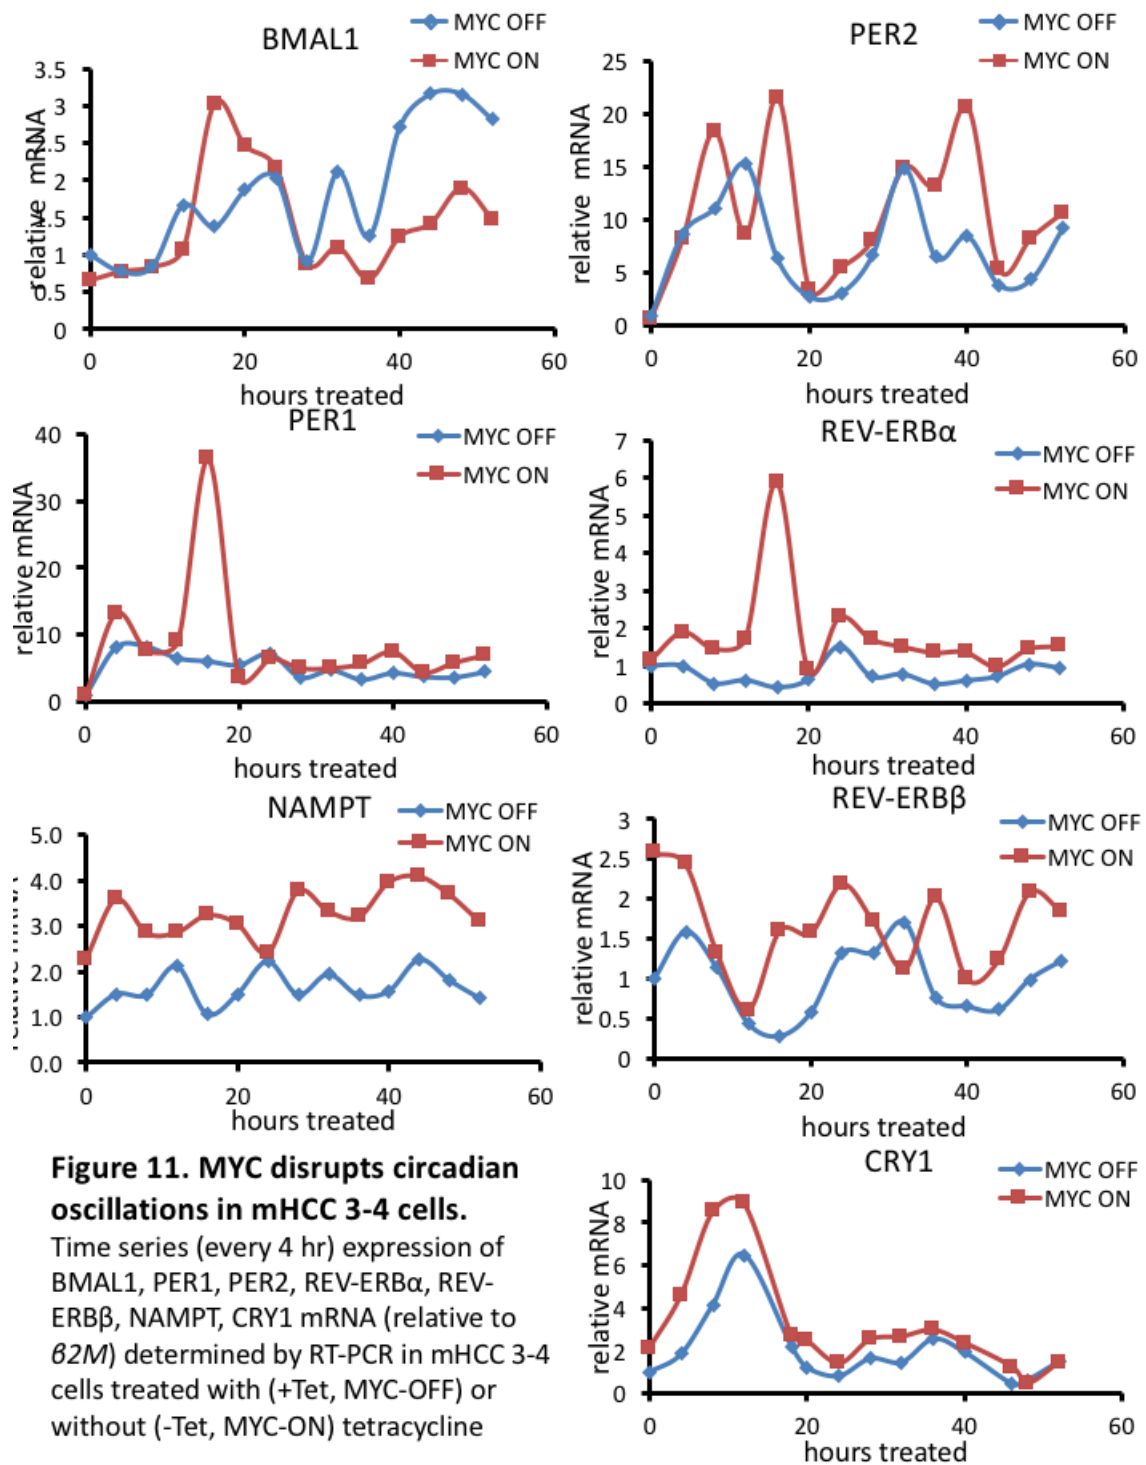 BMAL1
MYC OFF
MYC ON
3.5
3
2.5
2
1.5
1
0.5
0
relative mRNA
0 20 40 60
hours treated
PER2
MYC OFF
MYC ON
25
20
15
10
5
0
relative mRNA
0 20 40 60
hours treated
PER1
MYC OFF
MYC ON
40
30
20
10
0
relative mRNA
0 20 40 60
hours treated
REV-ERBα
MYC OFF
MYC ON
7
6
5
4
3
2
1
0
relative mRNA
0 20 40 60
hours treated
NAMPT
MYC OFF
MYC ON
5.0
4.0
3.0
2.0
1.0
0.0
relative mRNA
0 20 40 60
hours treated
REV-ERBβ
MYC OFF
MYC ON
3
2.5
2
1.5
1
0.5
0
relative mRNA
0 20 40 60
hours treated
CRY1
MYC OFF
MYC ON
10
8
6
4
2
0
relative mRNA
0 20 40 60
hours treated
Figure 11. MYC disrupts circadian
oscillations in mHCC 3-4 cells.
Time series (every 4 hr) expression of
BMAL1, PER1, PER2, REV-ERBα, REV-
ERBβ, NAMPT, CRY1 mRNA (relative to
β2M) determined by RT-PCR in mHCC 3-4
cells treated with (+Tet, MYC-OFF) or
without (-Tet, MYC-ON) tetracycline